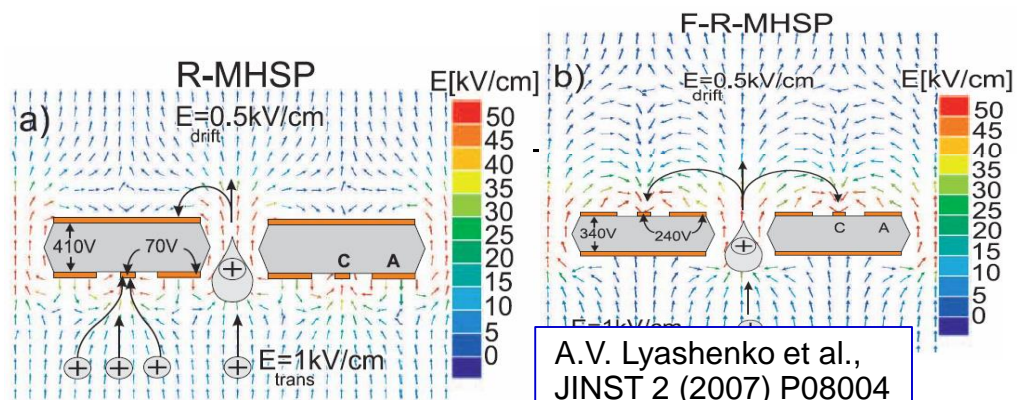 R-MHSP
a)
E=0.5kV/cm
drift
E[kV/cm]
50
45
40
35
30
25
20
15
10
5
0
410V
70V
C
A
E=1kV/cm
trans
F-R-MHSP
b)
E=0.5kV/cm
drift
E[kV/cm]
50
45
40
35
30
25
20
15
10
5
0
340V
240V
C
A
E=1kV/cm
A.V. Lyashenko et al.,
JINST 2 (2007) P08004